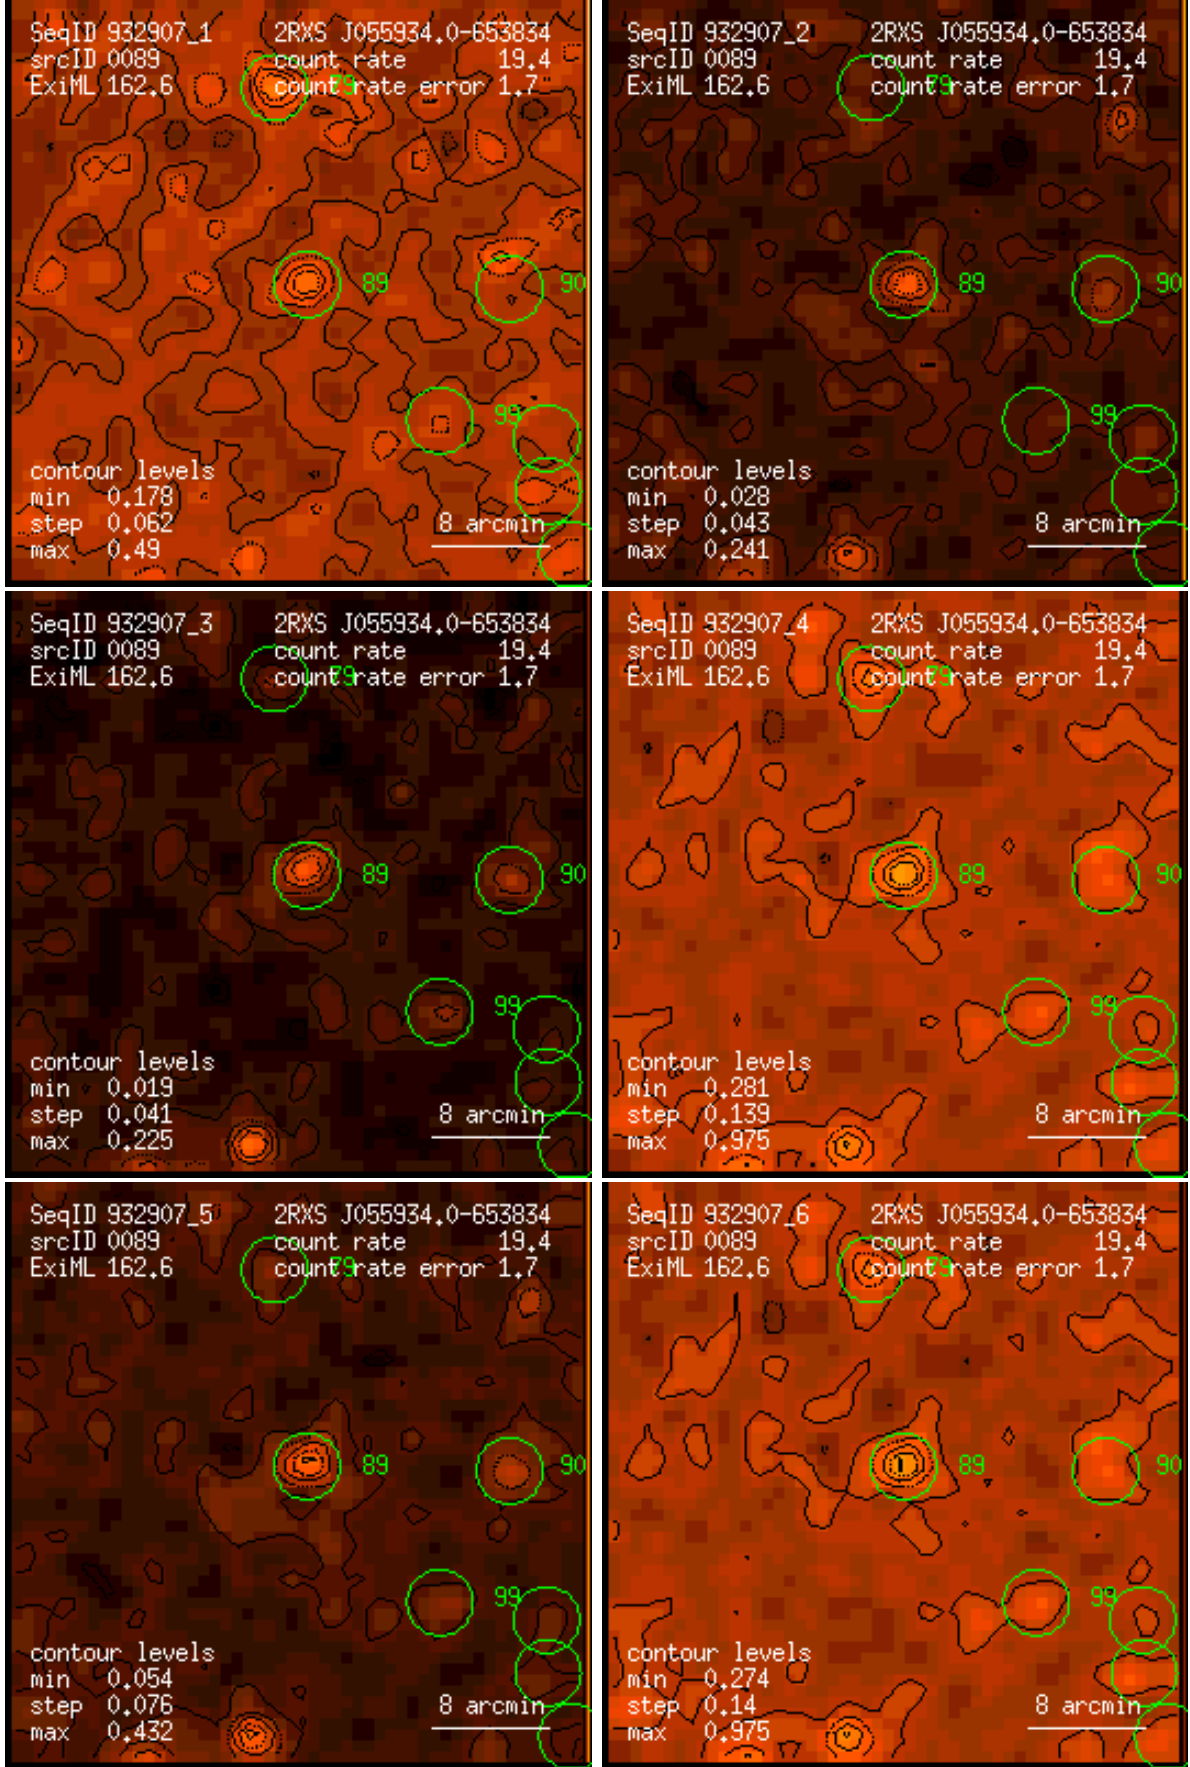 SeqID 932907_1 2RXS J055934.0-653834
srcID 0089 count rate 19.4
ExiML 162.6 count rate error 1.7
79
89
90
99
contour levels
min 0.178
step 0.062
max 0.49
8 arcmin
SeqID 932907_2 2RXS J055934.0-653834
srcID 0089 count rate 19.4
ExiML 162.6 count rate error 1.7
79
89
90
99
contour levels
min 0.028
step 0.043
max 0.241
8 arcmin
SeqID 932907_3 2RXS J055934.0-653834
srcID 0089 count rate 19.4
ExiML 162.6 count rate error 1.7
79
89
90
99
contour levels
min 0.019
step 0.041
max 0.225
8 arcmin
SeqID 932907_4 2RXS J055934.0-653834
srcID 0089 count rate 19.4
ExiML 162.6 count rate error 1.7
79
89
90
99
contour levels
min 0.281
step 0.139
max 0.975
8 arcmin
SeqID 932907_5 2RXS J055934.0-653834
srcID 0089 count rate 19.4
ExiML 162.6 count rate error 1.7
79
89
90
99
contour levels
min 0.054
step 0.076
max 0.432
8 arcmin
SeqID 932907_6 2RXS J055934.0-653834
srcID 0089 count rate 19.4
ExiML 162.6 count rate error 1.7
79
89
90
99
contour levels
min 0.274
step 0.14
max 0.975
8 arcmin